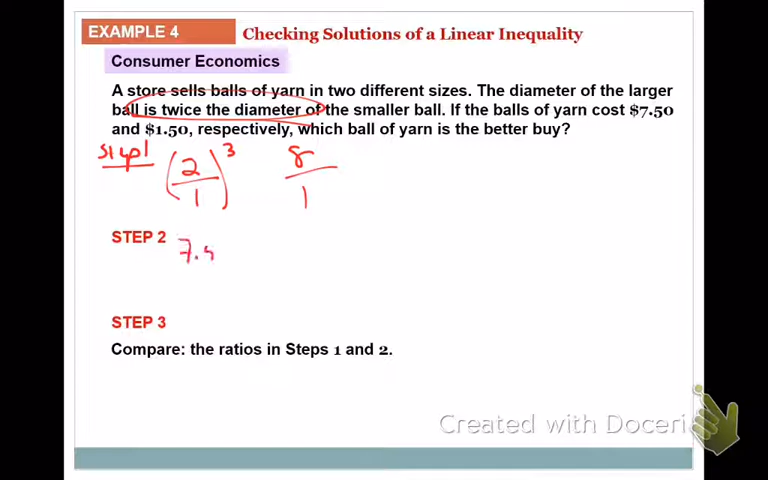 EXAMPLE 4
Checking Solutions of a Linear Inequality
Consumer Economics
A store sells balls of yarn in two different sizes. The diameter of the larger
ball is twice the diameter of the smaller ball. If the balls of yarn cost $7.50
and $1.50, respectively, which ball of yarn is the better buy?
Step 1
(2/1)^3 8/1
STEP 2
7.5
STEP 3
Compare: the ratios in Steps 1 and 2.
Created with Doceri